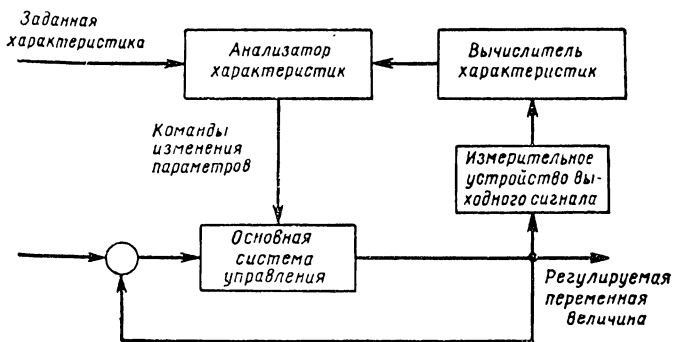 Заданная
характеристика
Анализатор
характеристик
Вычислитель
характеристик
Команды
изменения
параметров
Измерительное
устройство вы-
ходного сигнала
Основная
система
управления
Регулируемая
переменная
величина